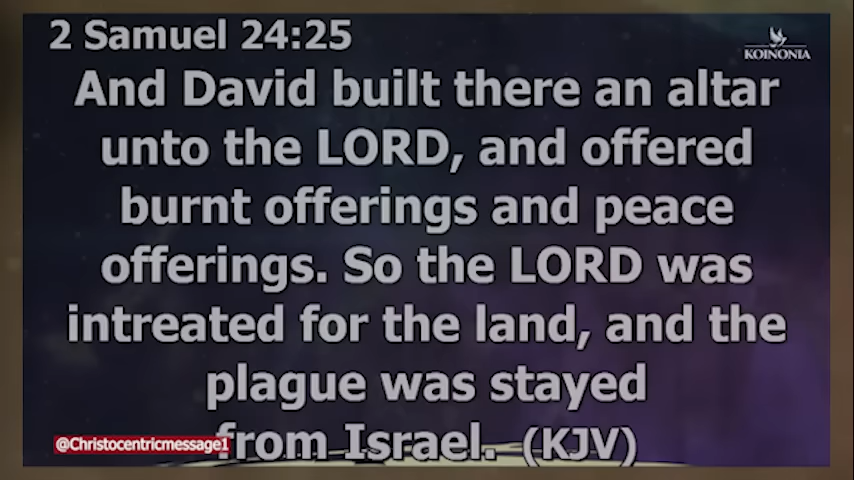 2 Samuel 24:25
KOINONIA
And David built there an altar
unto the LORD, and offered
burnt offerings and peace
offerings. So the LORD was
intreated for the land, and the
plague was stayed
from Israel. (KJV)
@Christocentricmessage1